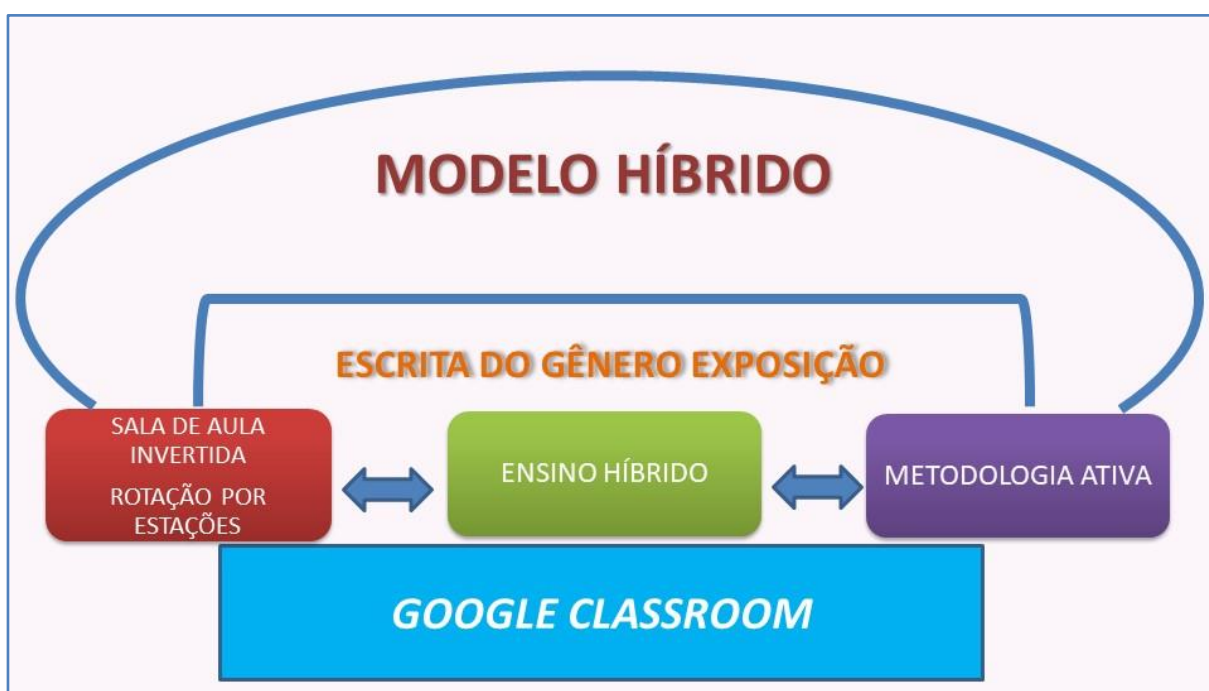 MODELO HÍBRIDO
ESCRITA DO GÊNERO EXPOSIÇÃO
SALA DE AULA
INVERTIDA
ROTAÇÃO POR
ESTAÇÕES
ENSINO HÍBRIDO
METODOLOGIA ATIVA
GOOGLE CLASSROOM